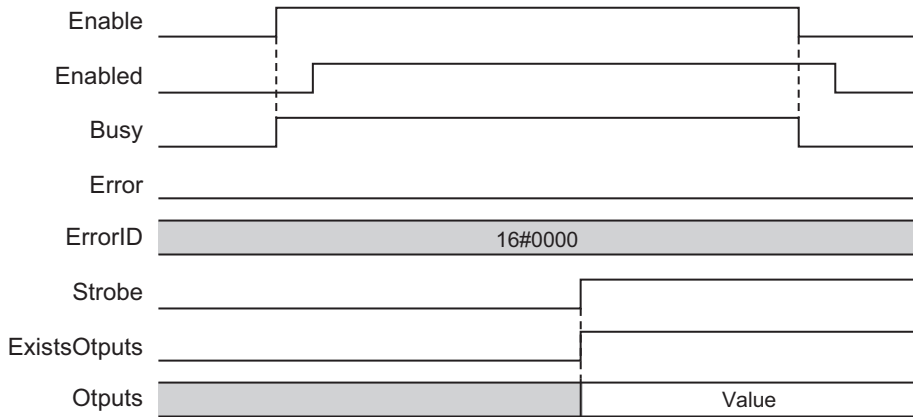 Enable
Enabled
Busy
Error
ErrorID
16#0000
Strobe
ExistsOtputs
Otputs
Value